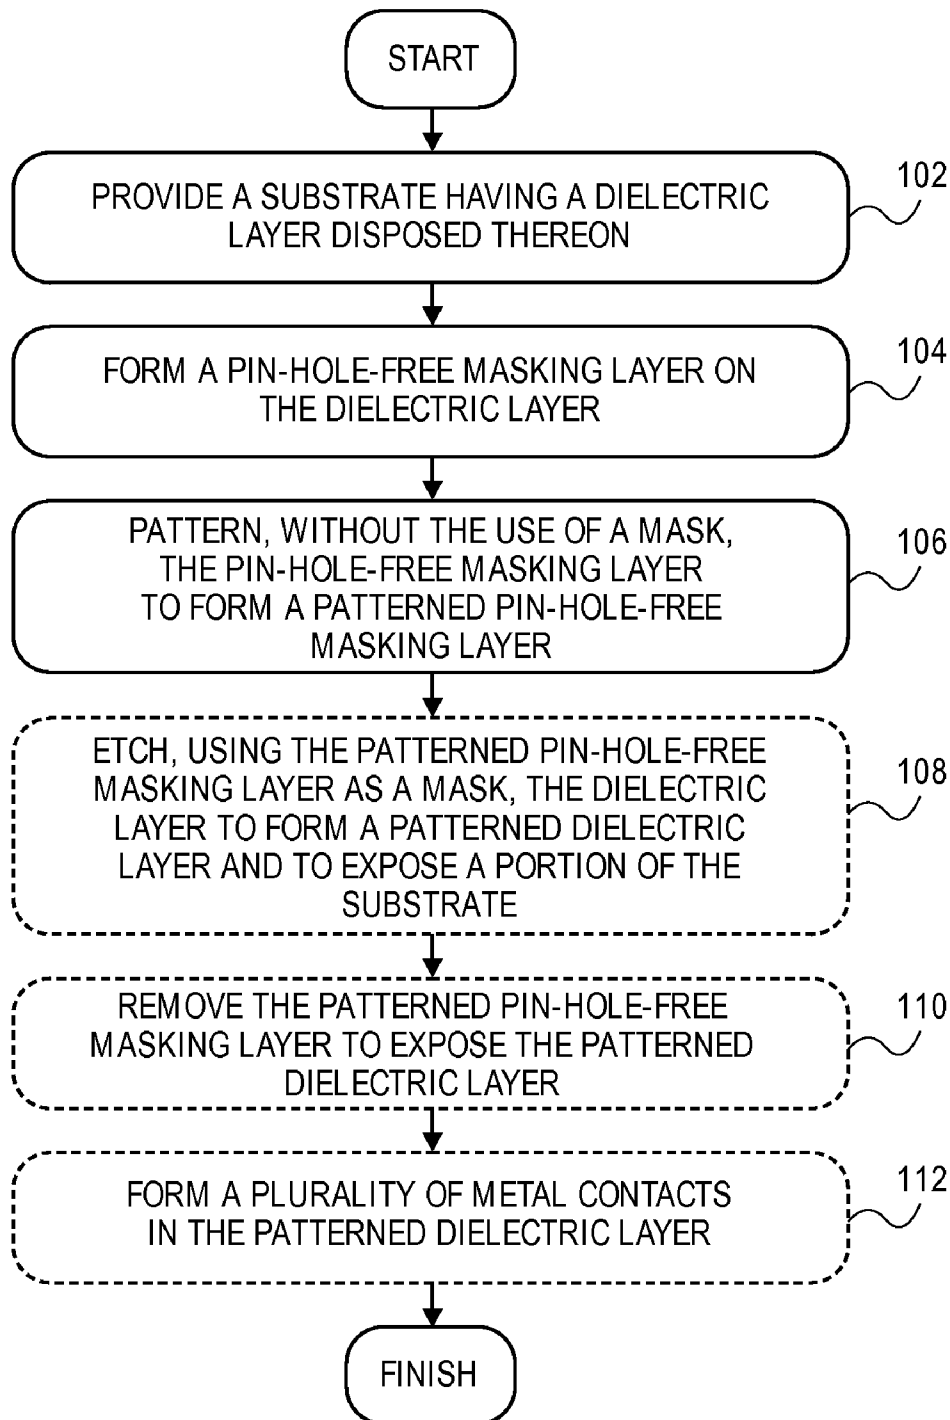 START
PROVIDE A SUBSTRATE HAVING A DIELECTRIC
LAYER DISPOSED THEREON
102
FORM A PIN-HOLE-FREE MASKING LAYER ON
THE DIELECTRIC LAYER
104
PATTERN, WITHOUT THE USE OF A MASK,
THE PIN-HOLE-FREE MASKING LAYER
TO FORM A PATTERNED PIN-HOLE-FREE
MASKING LAYER
106
ETCH, USING THE PATTERNED PIN-HOLE-FREE
MASKING LAYER AS A MASK, THE DIELECTRIC
LAYER TO FORM A PATTERNED DIELECTRIC
LAYER AND TO EXPOSE A PORTION OF THE
SUBSTRATE
108
REMOVE THE PATTERNED PIN-HOLE-FREE
MASKING LAYER TO EXPOSE THE PATTERNED
DIELECTRIC LAYER
110
FORM A PLURALITY OF METAL CONTACTS
IN THE PATTERNED DIELECTRIC LAYER
112
FINISH